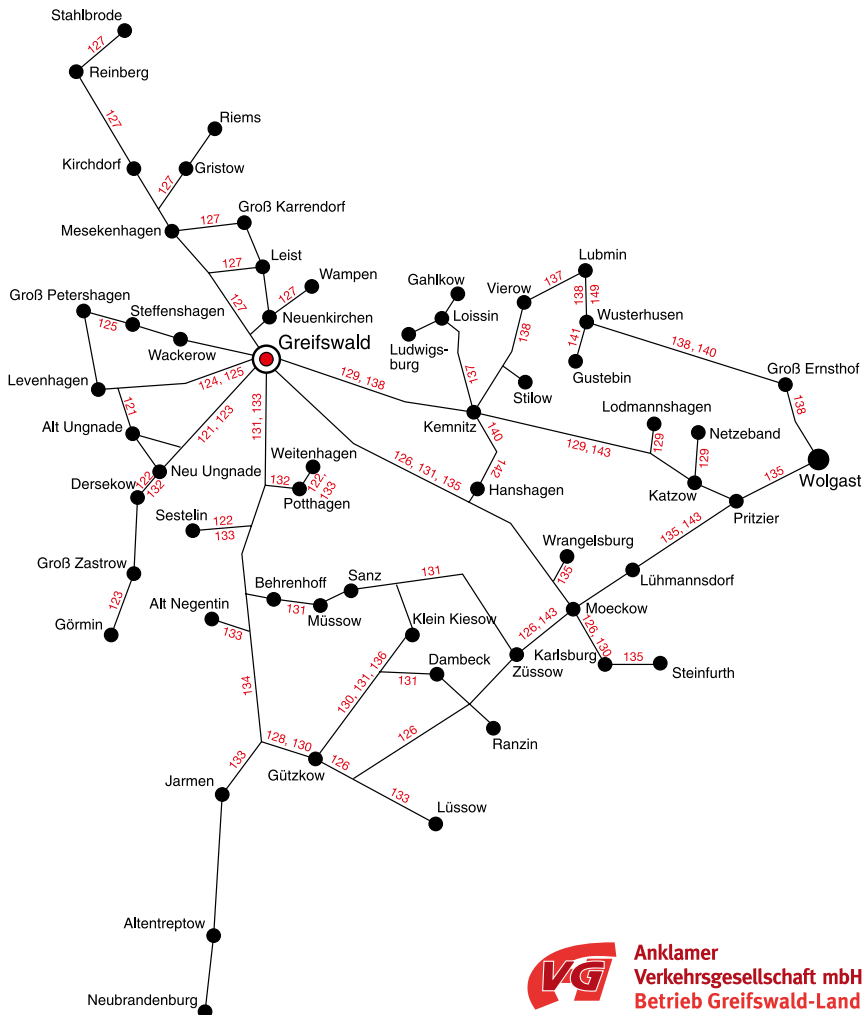 Stahlbrode
127
Reinberg
127
Riems
Kirchdorf
Gristow
127
Groß Karrendorf
127
Mesekenhagen
Leist
127
Wampen
127
127
Neuenkirchen
Lubmin
137
Gahlkow
Vierow
138
149
Groß Petershagen
Steffenshagen
125
Wackerow
Greifswald
Loissin
Ludwigs-
burg
137
138
Wusterhusen
141
Gustebin
138, 140
Groß Ernsthof
138
Levenhagen
124, 125
129, 138
Stilow
121
121, 123
131, 133
Kemnitz
140
Lodmannshagen
129
Netzeband
129
129, 143
Alt Ungnade
Weitenhagen
126, 131, 135
142
Wolgast
135
Neu Ungnade
122
132
132
122,
133
Potthagen
Hanshagen
Katzow
Pritzier
Dersekow
Sestelin
122
133
Wrangelsburg
135
135, 143
Groß Zastrow
Behrenhoff
Sanz
131
Lühmannsdorf
123
Alt Negentin
131
Müssow
Klein Kiesow
Moeckow
Görmin
133
126, 143
126, 130
Dambeck
131
Züssow
Karlsburg
135
Steinfurth
134
130, 131, 136
Ranzin
128, 130
126
126
133
Gützkow
133
Jarmen
Lüssow
Altentreptow
Neubrandenburg
VG
Anklamer
Verkehrsgesellschaft mbH
Betrieb Greifswald-Land